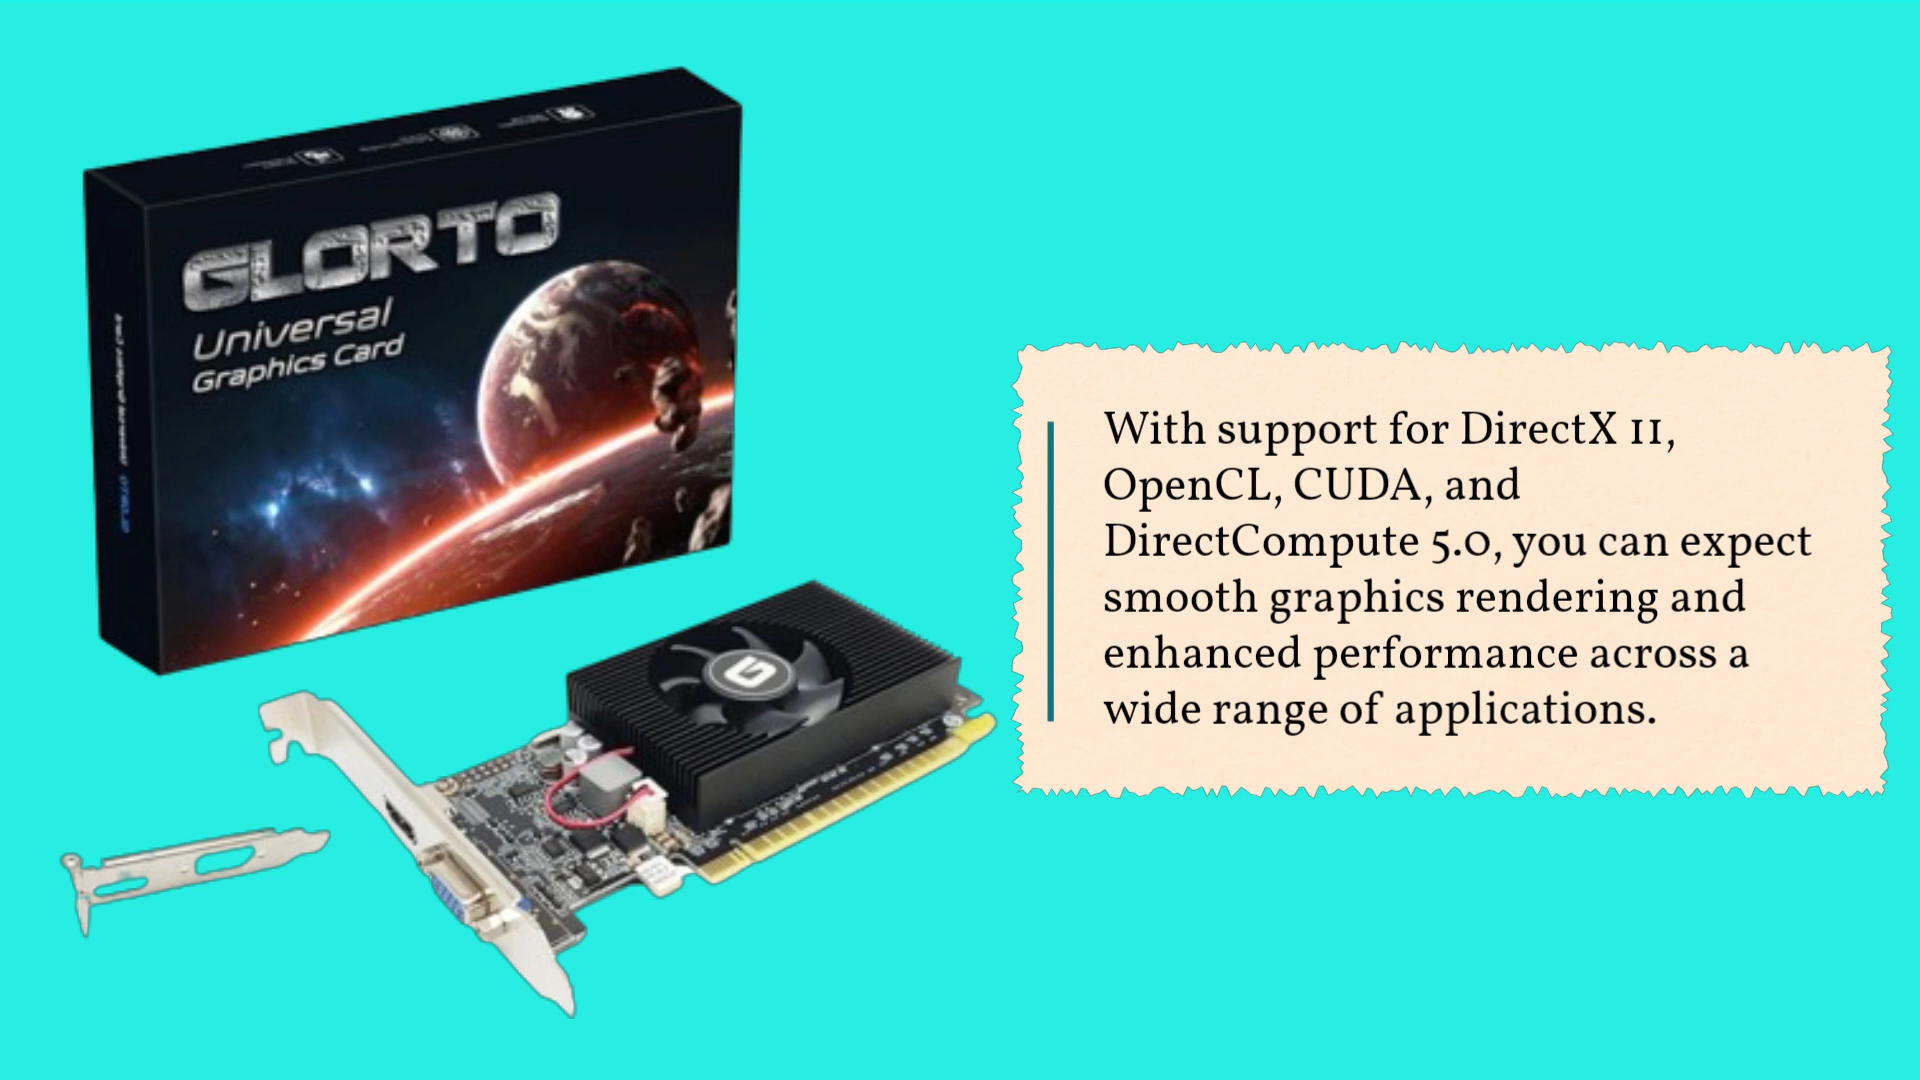 GLORTO
Universal
Graphics Card
G
With support for DirectX 11,
OpenCL, CUDA, and
DirectCompute 5.0, you can expect
smooth graphics rendering and
enhanced performance across a
wide range of applications.